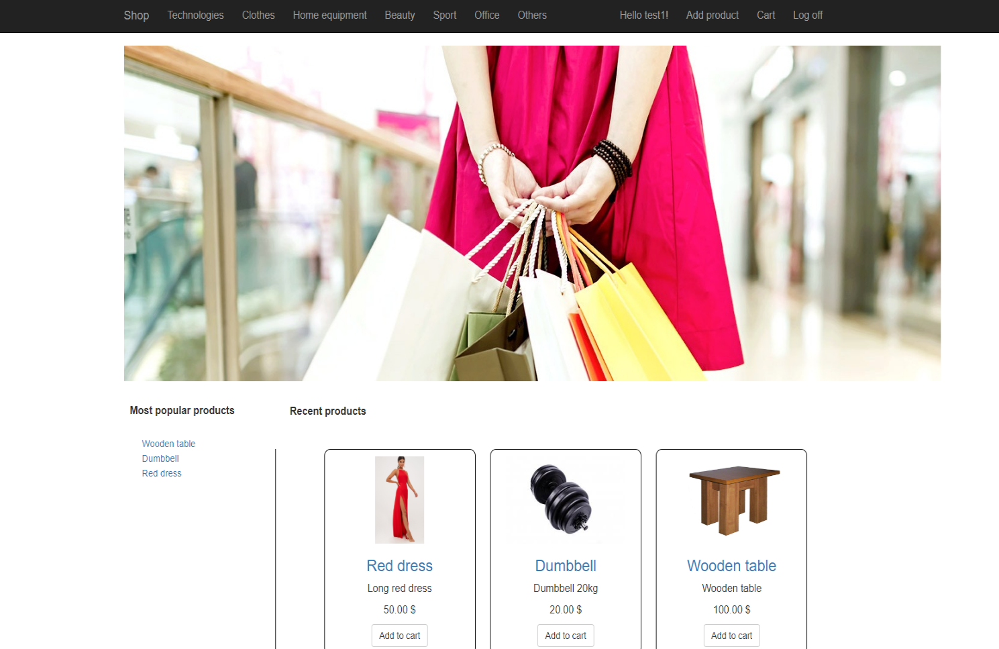 Shop Technologies Clothes Home equipment Beauty Sport Office Others Hello test1! Add product Cart Log off
Most popular products
Wooden table
Dumbbell
Red dress
Recent products
Red dress
Long red dress
50.00 $
Add to cart
Dumbbell
Dumbbell 20kg
20.00 $
Add to cart
Wooden table
Wooden table
100.00 $
Add to cart